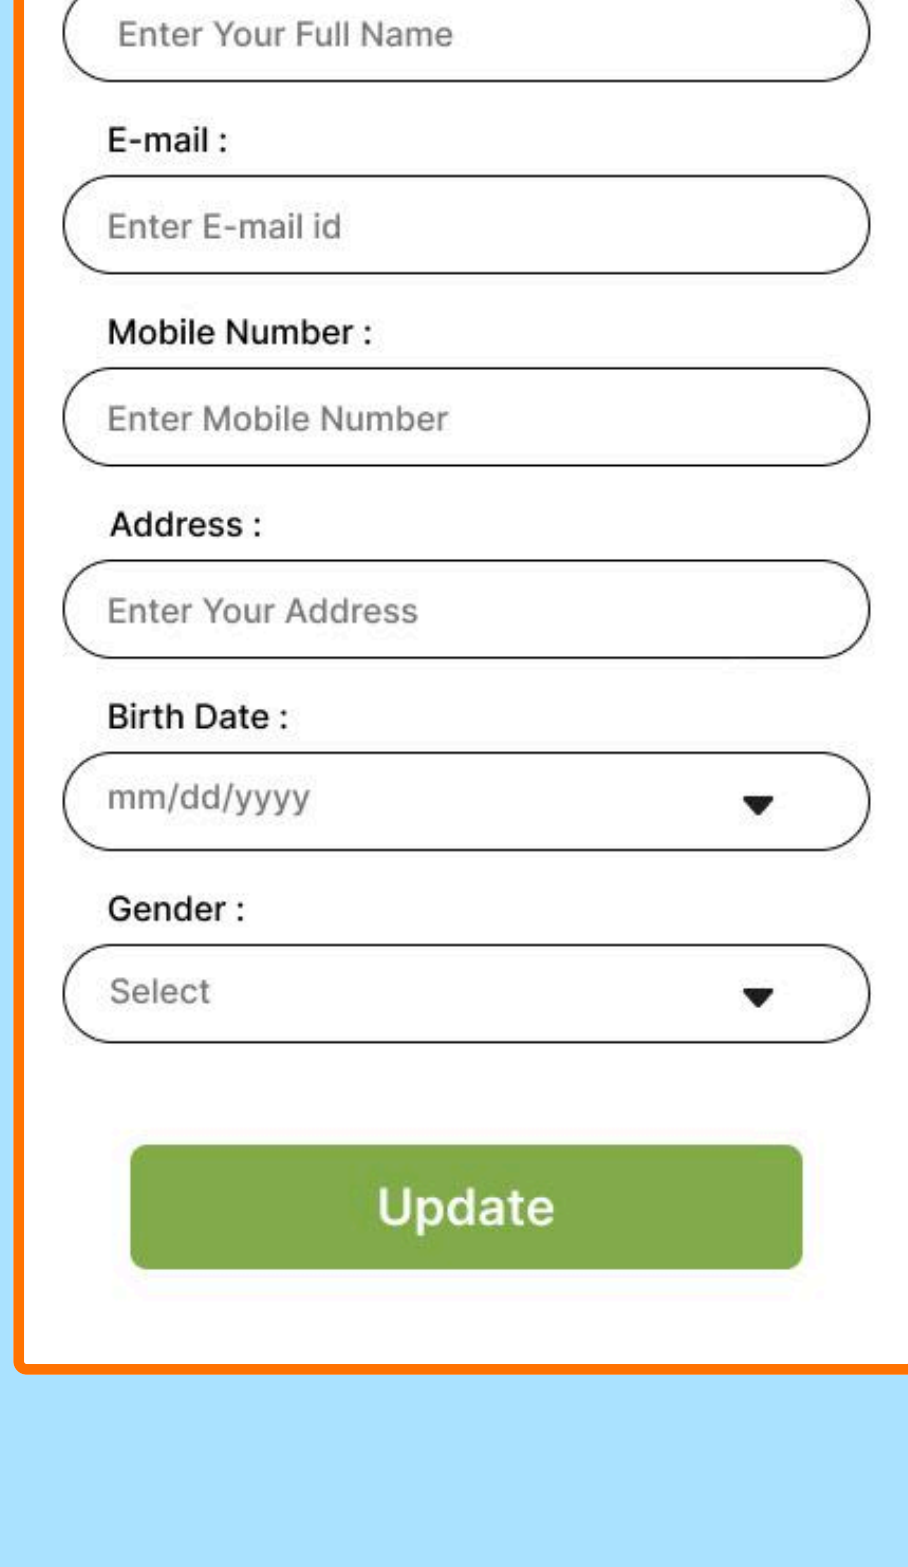 Enter Your Full Name
E-mail :
Enter E-mail id
Mobile Number :
Enter Mobile Number
Address :
Enter Your Address
Birth Date :
mm/dd/yyyy
Gender :
Select
Update